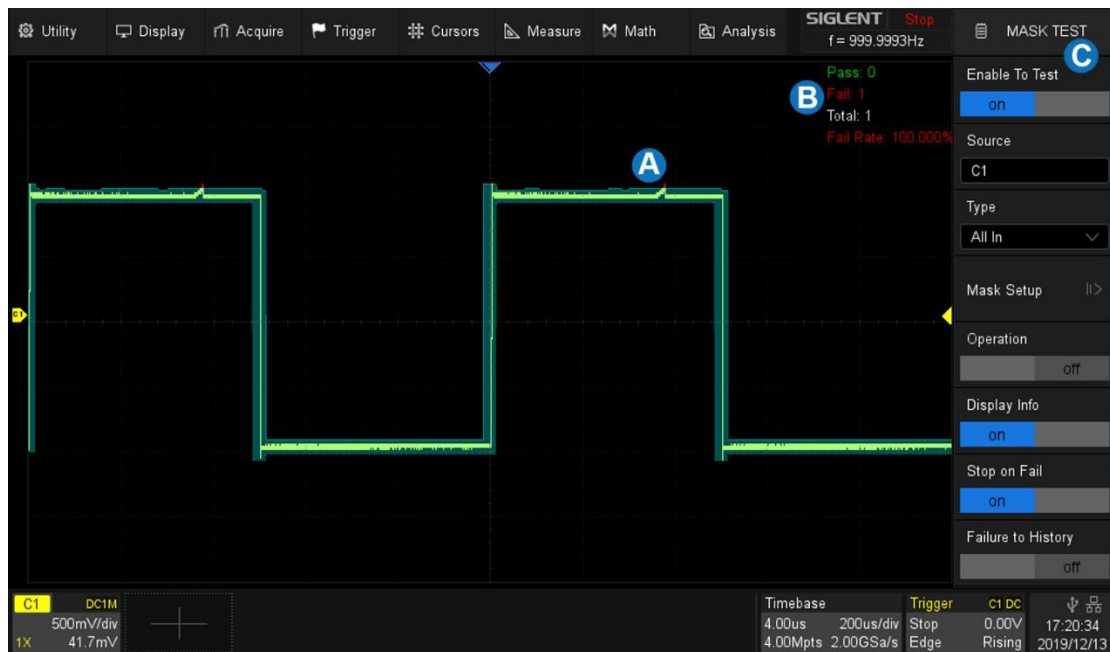 Utility
Display
Acquire
Trigger
Cursors
Measure
Math
Analysis
SIGLENT Stop
f = 999.9993Hz
MASK TEST
C
Pass: 0
B Fail: 1
Total: 1
Fail Rate: 100.000%
A
C1
Enable To Test
on
Source
C1
Type
All In
Mask Setup
Operation
off
Display Info
on
Stop on Fail
on
Failure to History
off
C1 DC1M
500mV/div
1X 41.7mV
Timebase
4.00us 200us/div
4.00Mpts 2.00GSa/s
Trigger C1 DC
Stop 0.00V
Edge Rising
17:20:34
2019/12/13